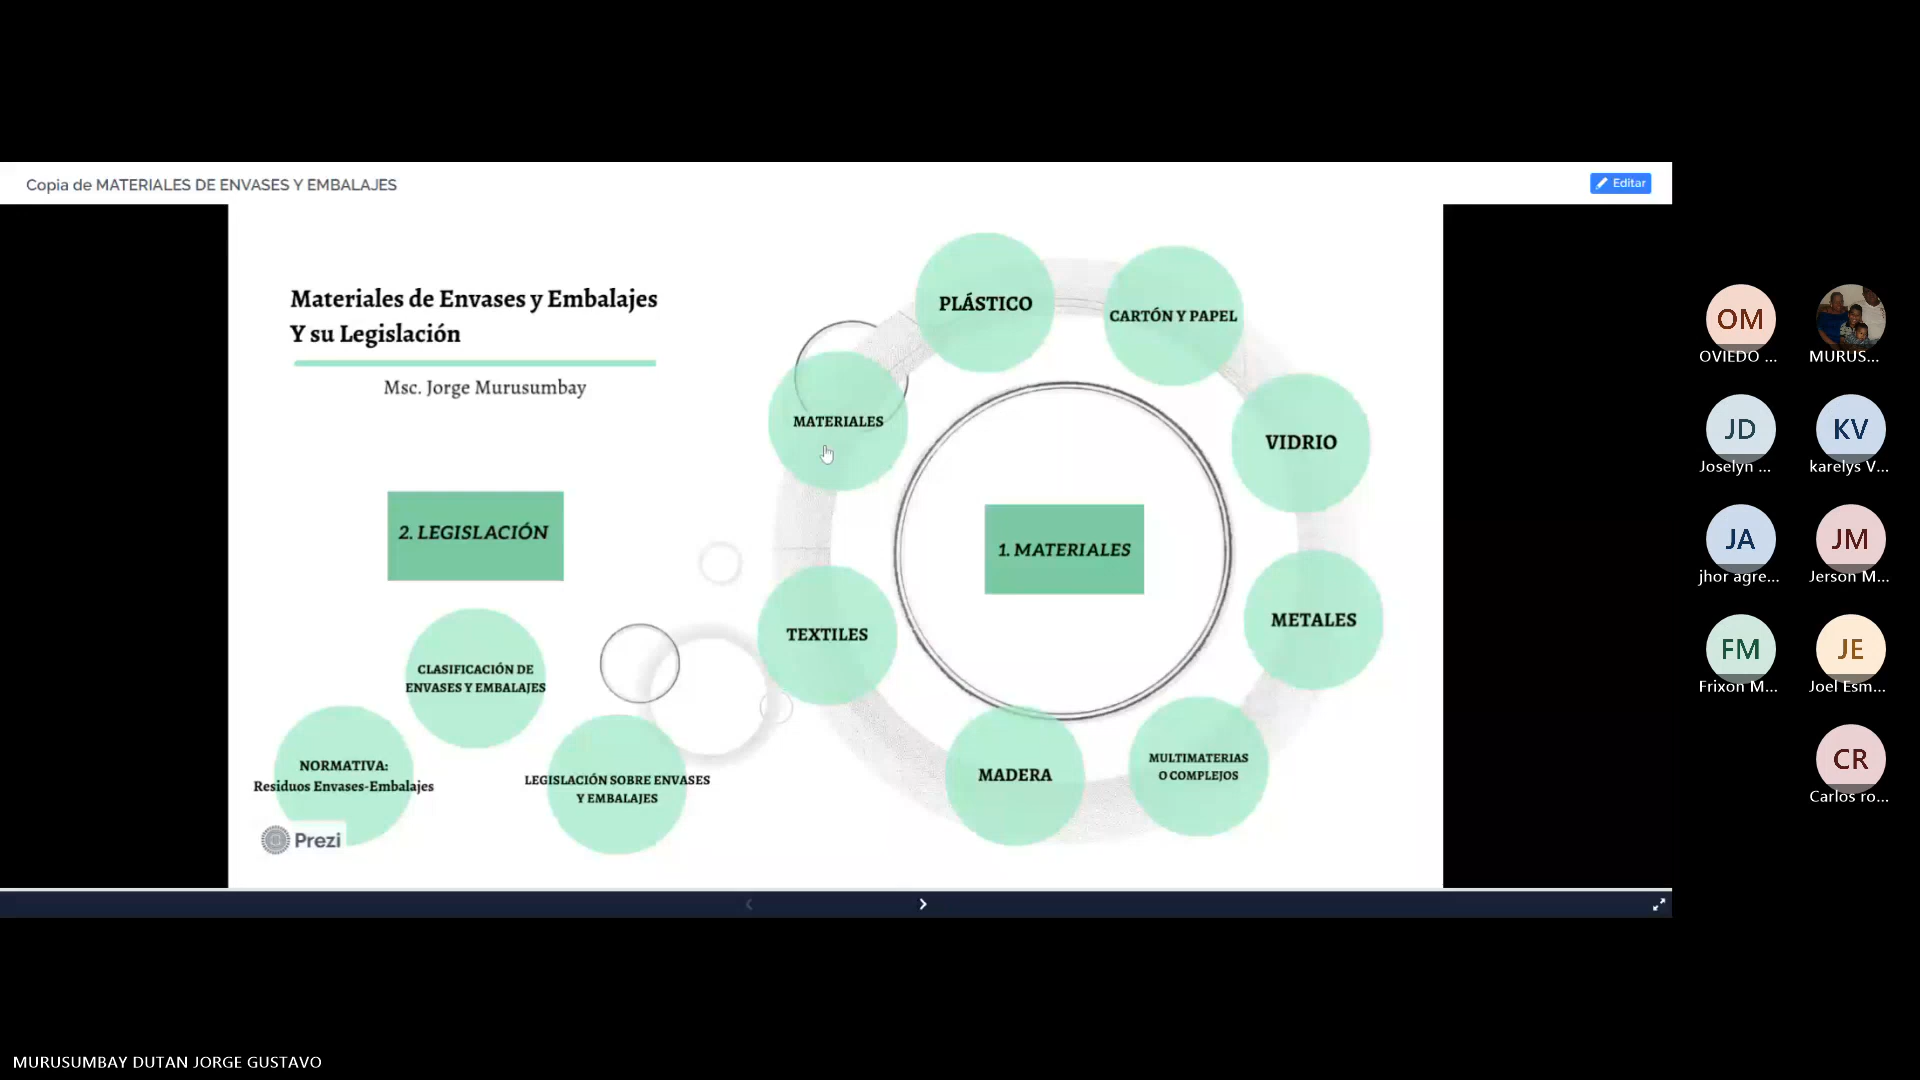 Copia de MATERIALES DE ENVASES Y EMBALAJES
Editar
Materiales de Envases y Embalajes
Y su Legislación
Msc. Jorge Murusumbay
2. LEGISLACIÓN
CLASIFICACIÓN DE
ENVASES Y EMBALAJES
NORMATIVA:
Residuos Envases-Embalajes
LEGISLACIÓN SOBRE ENVASES
Y EMBALAJES
Prezi
1. MATERIALES
MATERIALES
PLÁSTICO
CARTÓN Y PAPEL
VIDRIO
METALES
MULTIMATERIAS
O COMPLEJOS
MADERA
TEXTILES
OM
OVIEDO ...
MURUS...
JD
Joselyn ...
KV
karelys V...
JA
jhor agre...
JM
Jerson M...
FM
Frixon M...
JE
Joel Esm...
CR
Carlos ro...
MURUSUMBAY DUTAN JORGE GUSTAVO